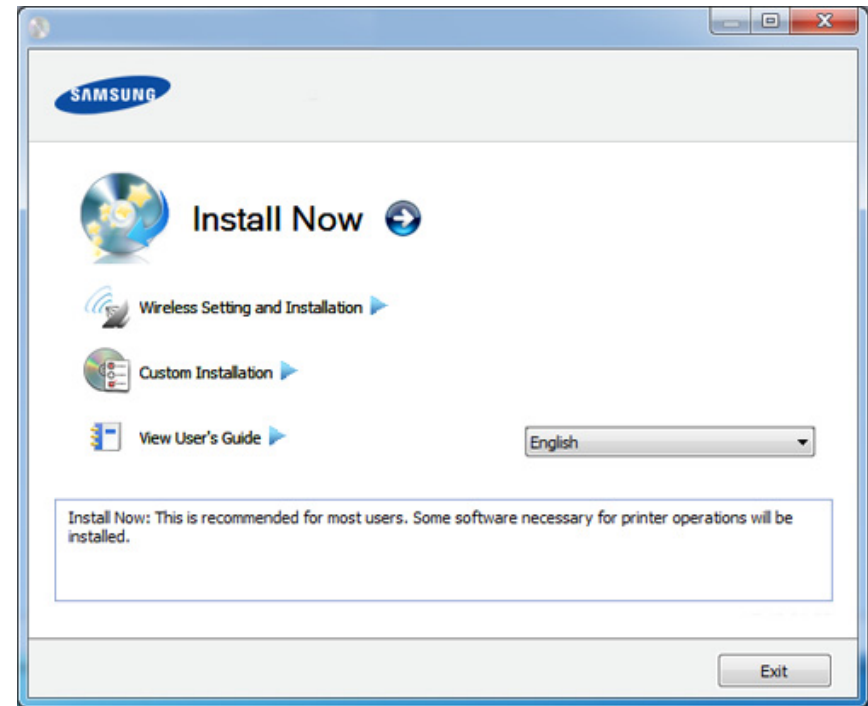 SAMSUNG
Install Now
Wireless Setting and Installation
Custom Installation
View User's Guide
English
Install Now: This is recommended for most users. Some software necessary for printer operations will be
installed.
Exit